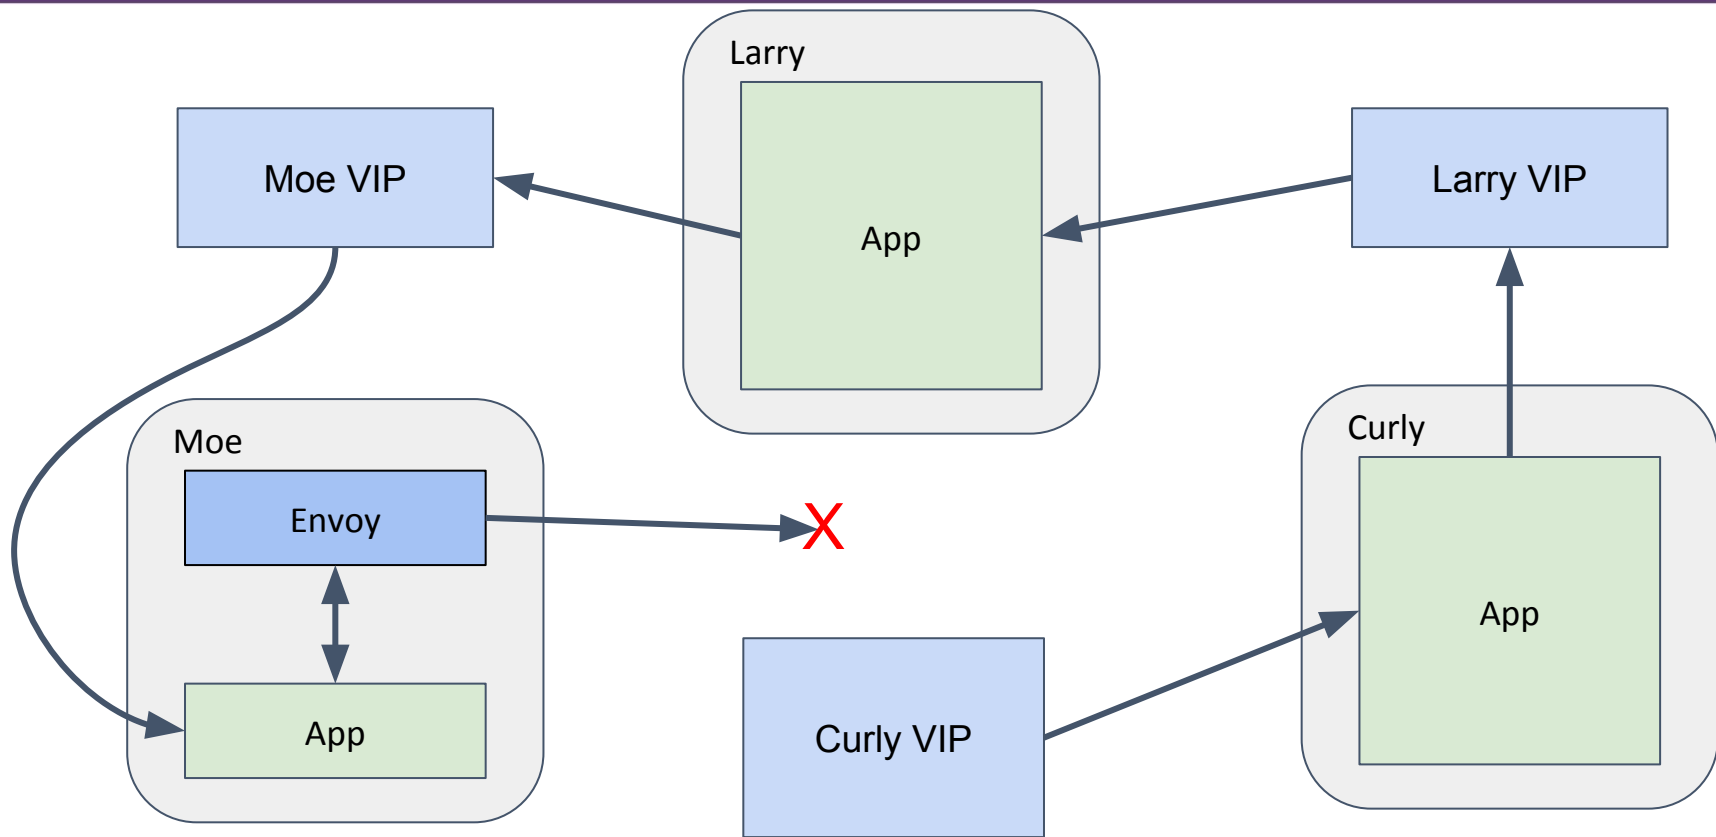 Larry
Moe VIP
App
Larry VIP
Moe
Envoy
X
App
Curly
App
Curly VIP